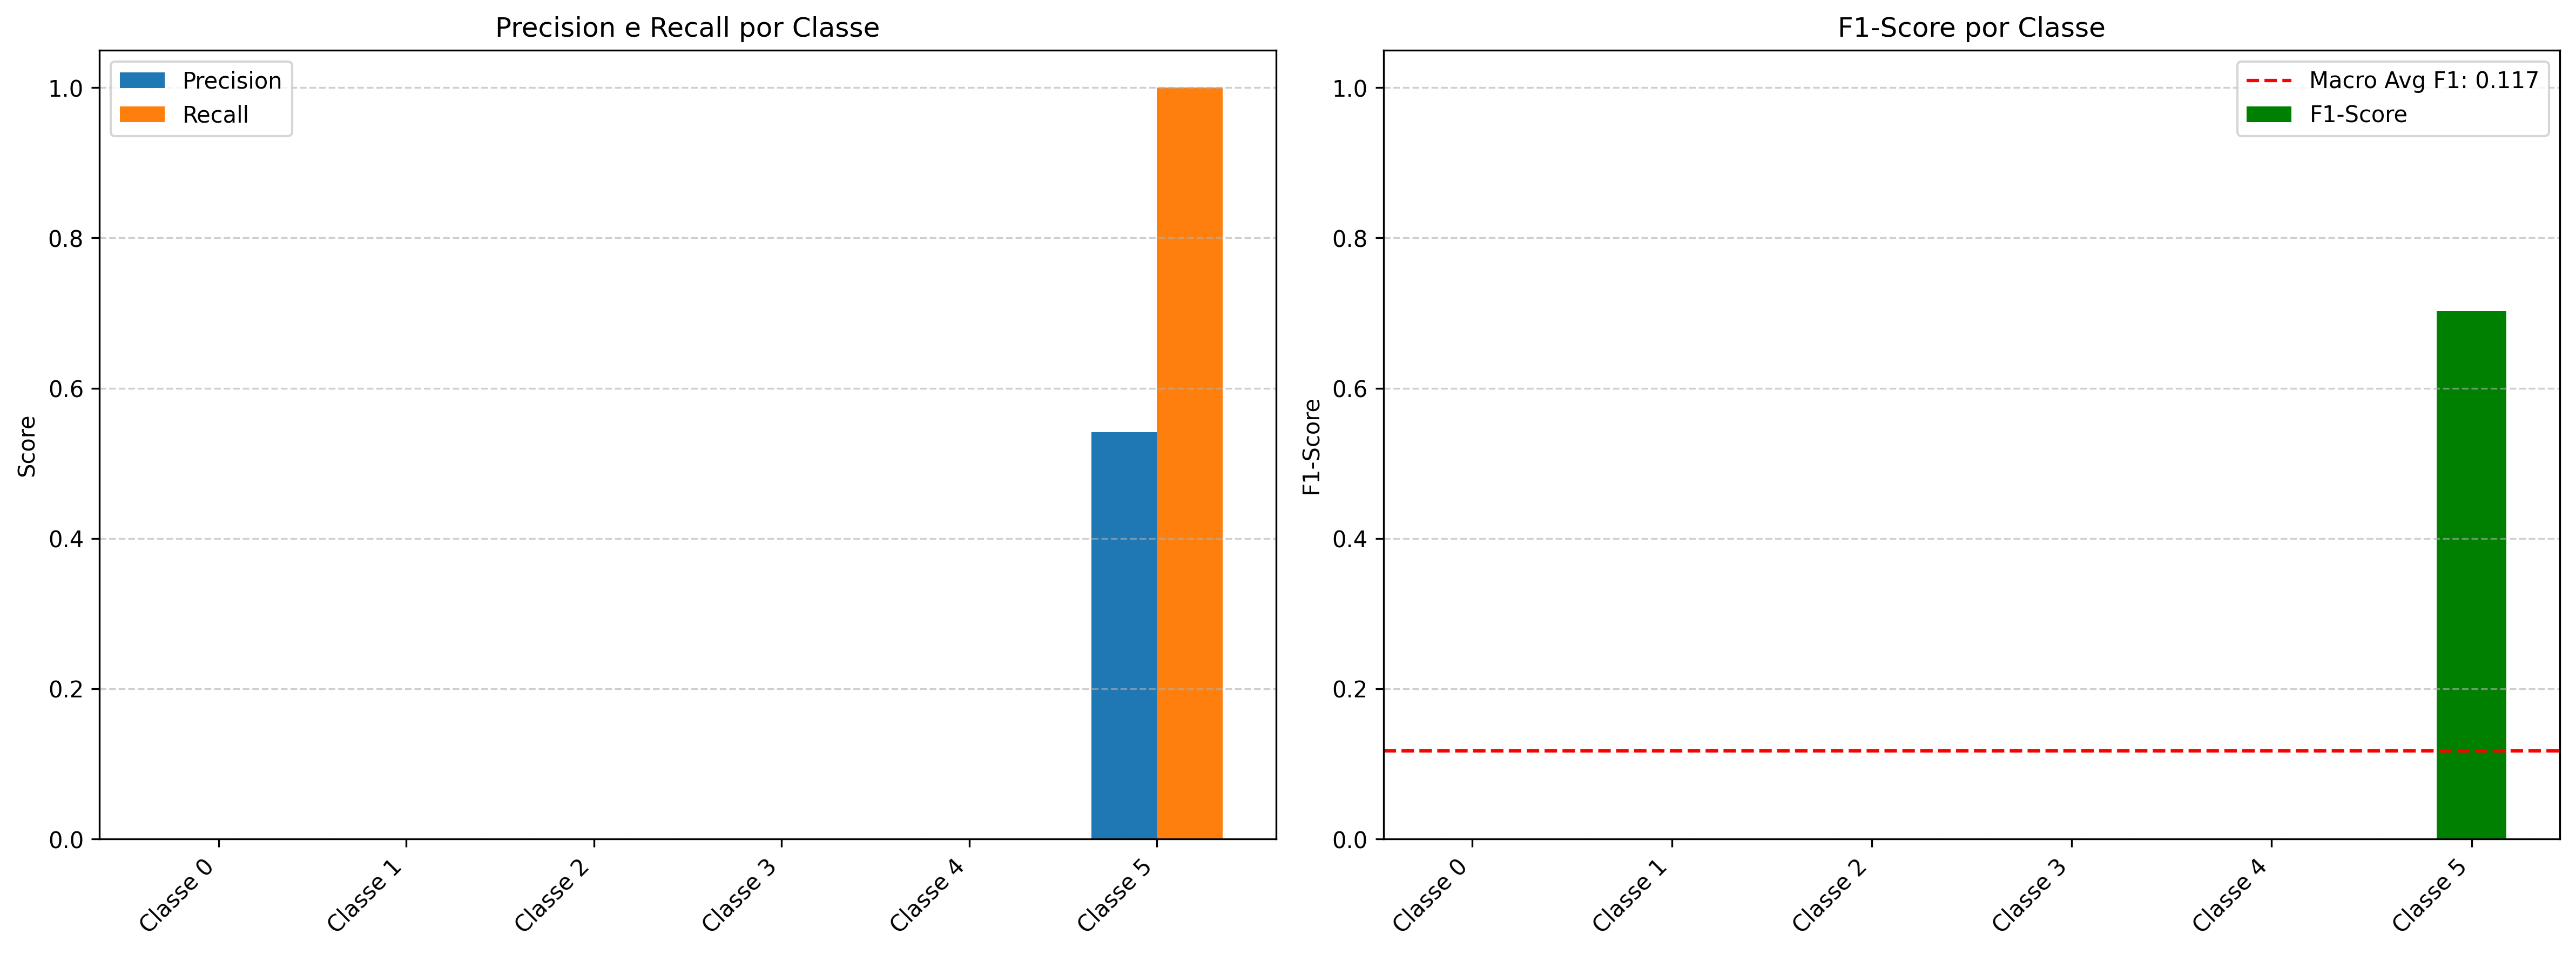 Precision e Recall por Classe
Precision
Recall
Score
1.0
0.8
0.6
0.4
0.2
0.0
Classe 0
Classe 1
Classe 2
Classe 3
Classe 4
Classe 5
F1-Score por Classe
Macro Avg F1: 0.117
F1-Score
F1-Score
1.0
0.8
0.6
0.4
0.2
0.0
Classe 0
Classe 1
Classe 2
Classe 3
Classe 4
Classe 5